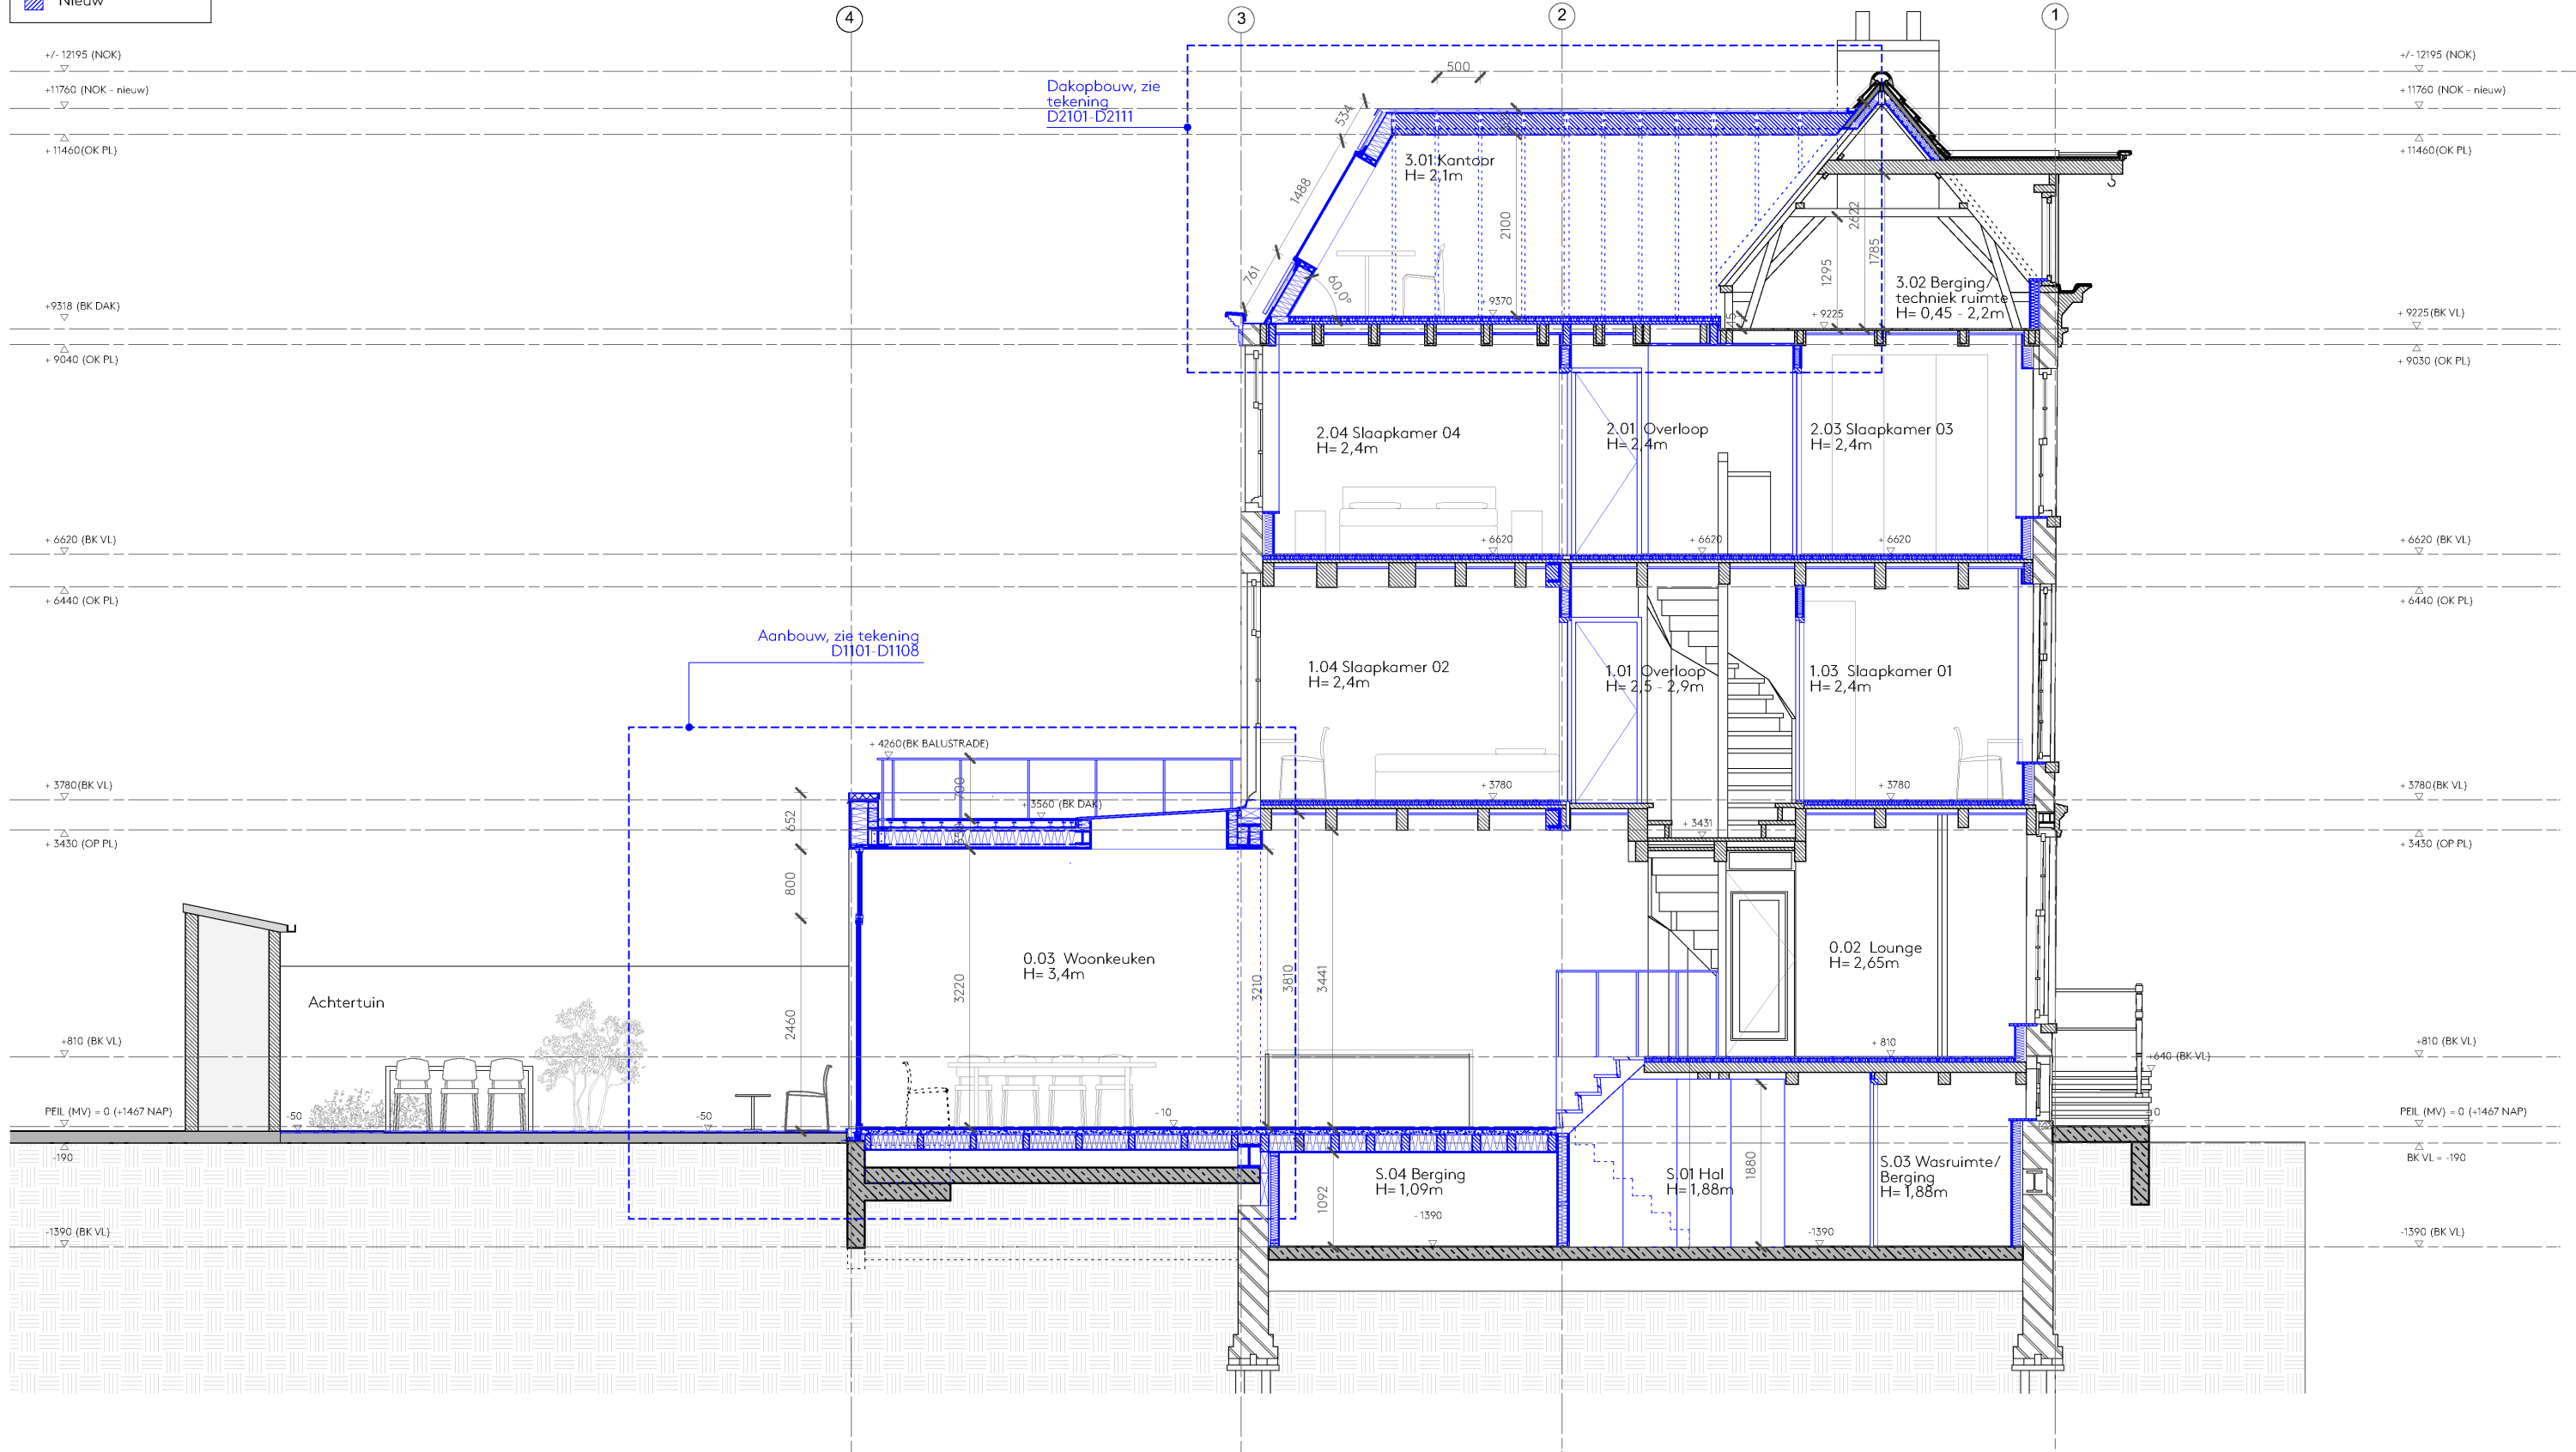 Nieuw
4
3
2
1
+/- 12195 (NOK)
+/- 12195 (NOK)
+11760 (NOK - nieuw)
+ 11760 (NOK - nieuw)
+ 11460(OK PL)
+ 11460(OK PL)
Dakopbouw, zie
tekening
D2101-D2111
500
534
1488
761
60,0°
3.01 Kantoor
H= 2,1m
2100
2622
1785
1295
3.02 Berging/
techniek ruimte
H= 0,45 - 2,2m
+ 9370
+ 9225
+9318 (BK DAK)
+ 9225(BK VL)
+ 9040 (OK PL)
+ 9030 (OK PL)
2.04 Slaapkamer 04
H= 2,4m
2.01 Overloop
H= 2,4m
2.03 Slaapkamer 03
H= 2,4m
+ 6620 (BK VL)
+ 6620
+ 6620
+ 6620
+ 6620 (BK VL)
+ 6440 (OK PL)
+ 6440 (OK PL)
Aanbouw, zie tekening
D1101-D1108
1.04 Slaapkamer 02
H= 2,4m
1.01 Overloop
H= 2,5 - 2,9m
1.03 Slaapkamer 01
H= 2,4m
+ 4260(BK BALUSTRADE)
+ 3780(BK VL)
700
+ 3780
+ 3780
+ 3780(BK VL)
+ 3560 (BK DAK)
652
+ 3431
+ 3430 (OP PL)
+ 3430 (OP PL)
800
2460
3220
3210
3810
3441
0.03 Woonkeuken
H= 3,4m
0.02 Lounge
H= 2,65m
Achtertuin
+810 (BK VL)
+ 810
+640 (BK VL)
+810 (BK VL)
PEIL (MV) = 0 (+1467 NAP)
-50
-50
- 10
0
PEIL (MV) = 0 (+1467 NAP)
-190
BK VL = -190
S.04 Berging
H= 1,09m
1092
- 1390
S.01 Hal
H= 1,88m
1880
S.03 Wasruimte/
Berging
H= 1,88m
-1390
-1390 (BK VL)
-1390 (BK VL)